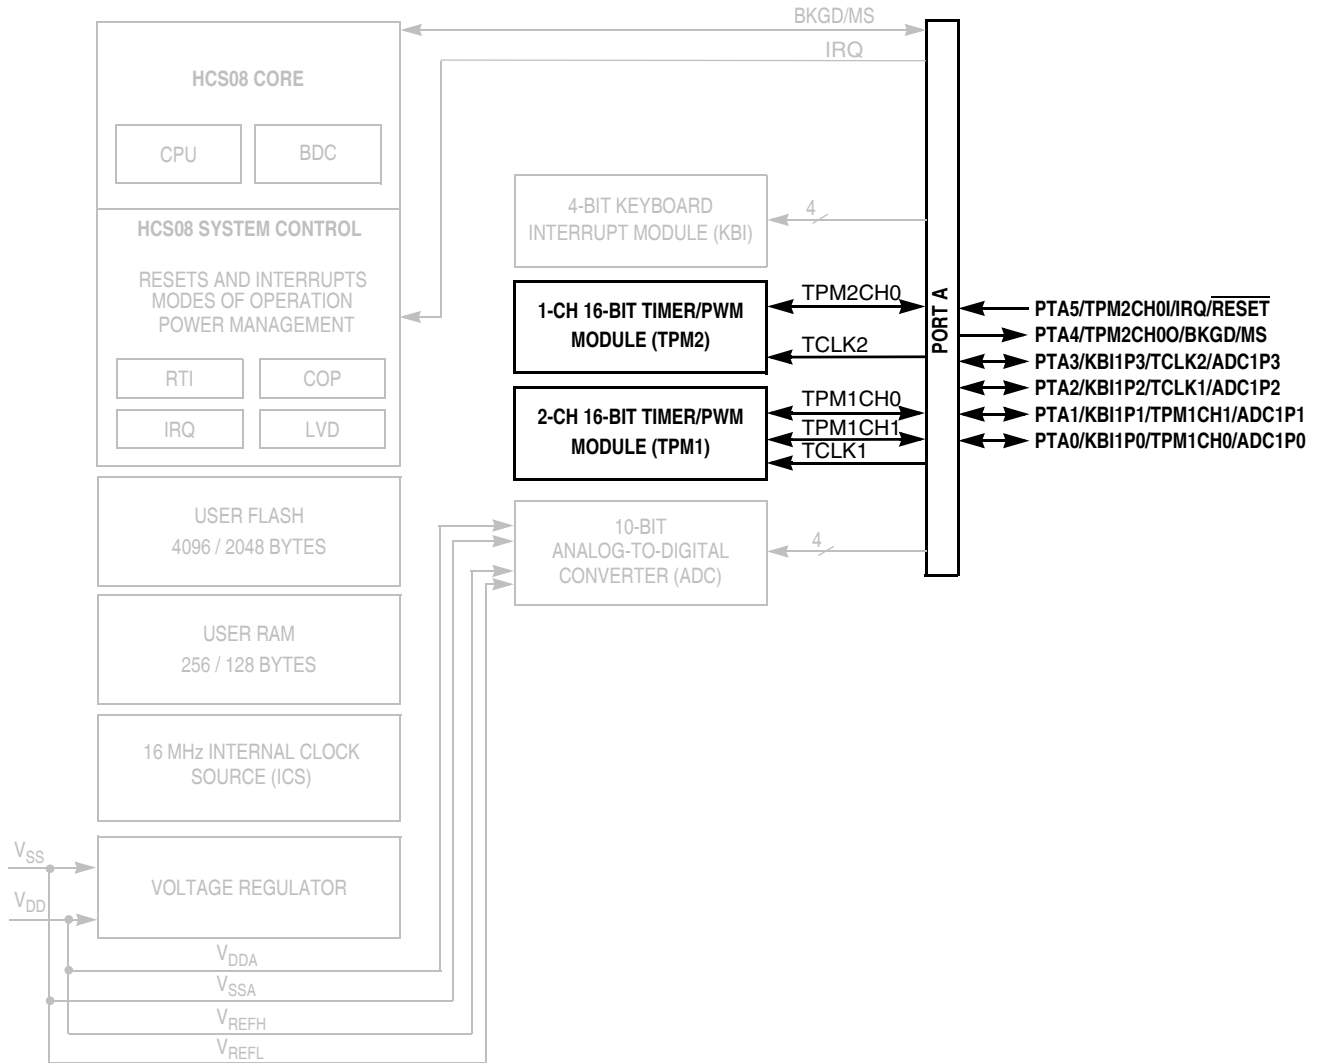 BKGD/MS
IRQ
HCS08 CORE
CPU
BDC
HCS08 SYSTEM CONTROL
RESETS AND INTERRUPTS
MODES OF OPERATION
POWER MANAGEMENT
RTI
COP
IRQ
LVD
USER FLASH
4096 / 2048 BYTES
USER RAM
256 / 128 BYTES
16 MHz INTERNAL CLOCK
SOURCE (ICS)
VOLTAGE REGULATOR
VSS
VDD
VDDA
VSSA
VREFH
VREFL
4-BIT KEYBOARD
INTERRUPT MODULE (KBI)
4
1-CH 16-BIT TIMER/PWM
MODULE (TPM2)
TPM2CH0
TCLK2
2-CH 16-BIT TIMER/PWM
MODULE (TPM1)
TPM1CH0
TPM1CH1
TCLK1
10-BIT
ANALOG-TO-DIGITAL
CONVERTER (ADC)
4
PORT A
PTA5/TPM2CH0I/IRQ/RESET
PTA4/TPM2CH0O/BKGD/MS
PTA3/KBI1P3/TCLK2/ADC1P3
PTA2/KBI1P2/TCLK1/ADC1P2
PTA1/KBI1P1/TPM1CH1/ADC1P1
PTA0/KBI1P0/TPM1CH0/ADC1P0